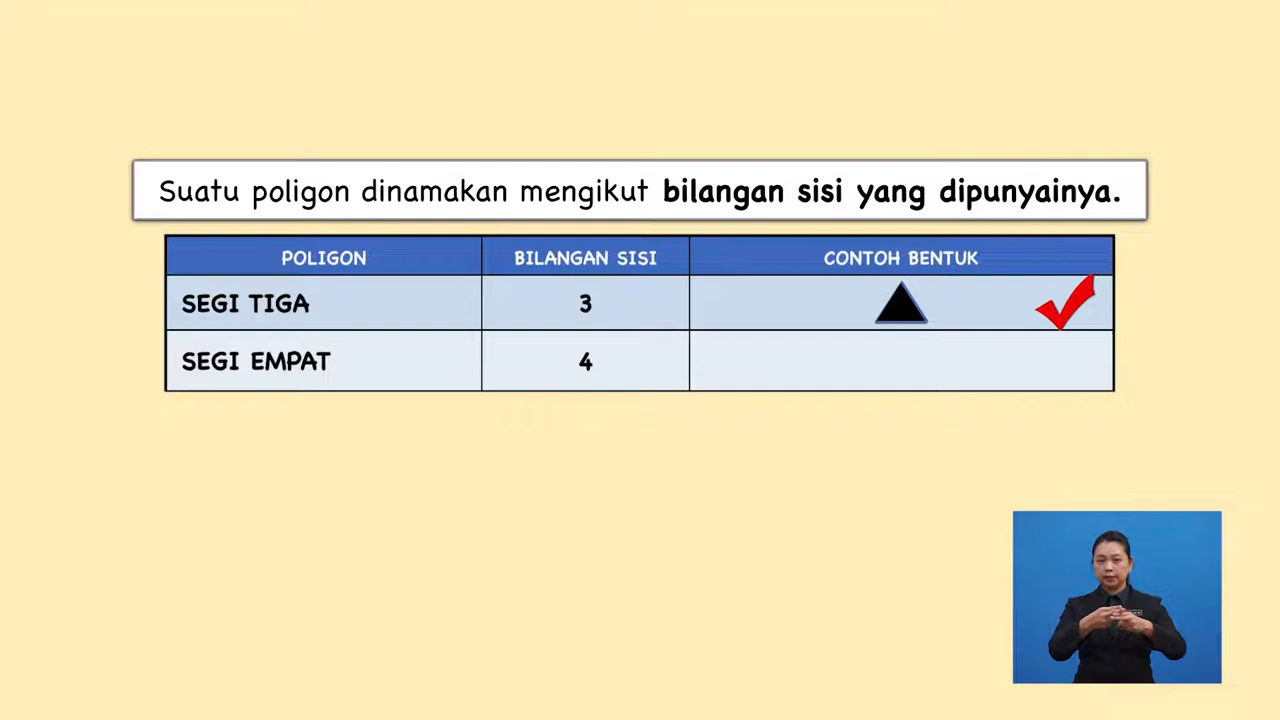 Suatu poligon dinamakan mengikut bilangan sisi yang dipunyainya.
POLIGON BILANGAN SISI CONTOH BENTUK
SEGI TIGA 3
SEGI EMPAT 4